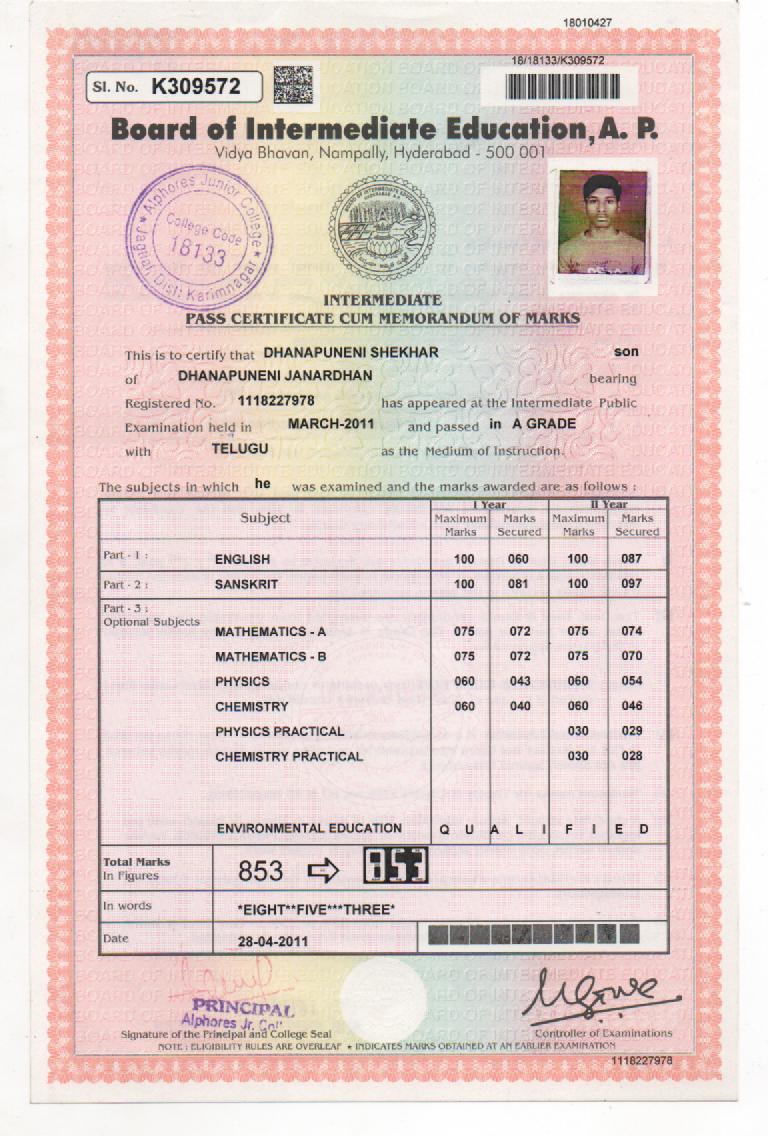 18010427
18/18133/K309572
Sl. No. K309572
Board of Intermediate Education, A. P.
Vidya Bhavan, Nampally, Hyderabad - 500 001
★ Alphores Junior College ★
College Code
18133
Jagtial, Dist: Karimnagar
BOARD OF INTERMEDIATE EDUCATION
HYDERABAD A.P.
INTERMEDIATE
PASS CERTIFICATE CUM MEMORANDUM OF MARKS
This is to certify that DHANAPUNENI SHEKHAR son
of DHANAPUNENI JANARDHAN bearing
Registered No. 1118227978 has appeared at the Intermediate Public
Examination held in MARCH-2011 and passed in A GRADE
with TELUGU as the Medium of Instruction.
The subjects in which he was examined and the marks awarded are as follows :
Subject I Year II Year
Maximum Marks Marks Secured Maximum Marks Marks Secured
Part - 1 : ENGLISH 100 060 100 087
Part - 2 : SANSKRIT 100 081 100 097
Part - 3 :
Optional Subjects
MATHEMATICS - A 075 072 075 074
MATHEMATICS - B 075 072 075 070
PHYSICS 060 043 060 054
CHEMISTRY 060 040 060 046
PHYSICS PRACTICAL 030 029
CHEMISTRY PRACTICAL 030 028
ENVIRONMENTAL EDUCATION Q U A L I F I E D
Total Marks
In Figures 853 853
In words *EIGHT**FIVE***THREE*
Date 28-04-2011
PRINCIPAL
Alphores Jr. Col
Signature of the Principal and College Seal Controller of Examinations
NOTE : ELIGIBILITY RULES ARE OVERLEAF ★ INDICATES MARKS OBTAINED AT AN EARLIER EXAMINATION
1118227978